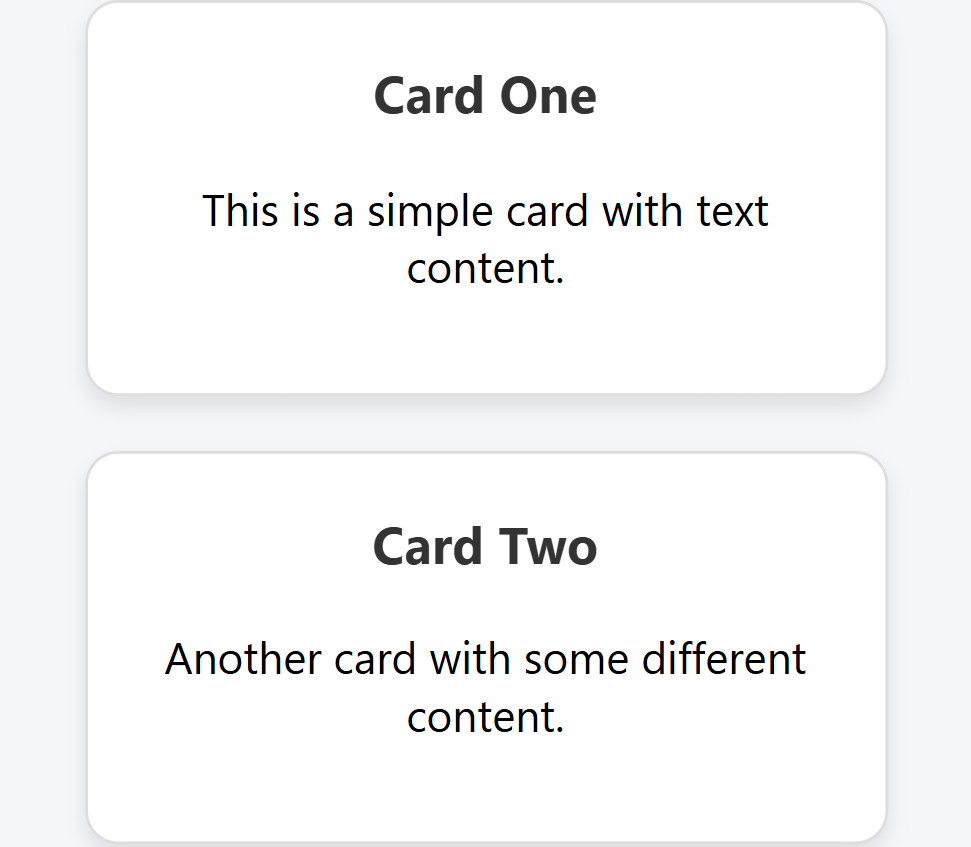 Card One
This is a simple card with text
content.
Card Two
Another card with some different
content.